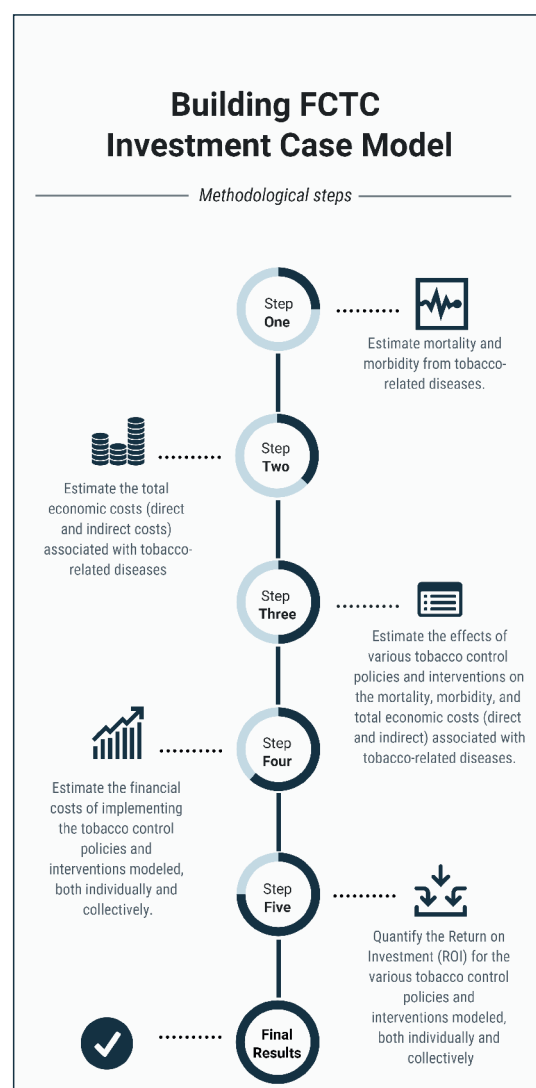 Building FCTC
Investment Case Model
Methodological steps
Step
One
Estimate mortality and
morbidity from tobacco-
related diseases.
Step
Two
Estimate the total
economic costs (direct
and indirect costs)
associated with tobacco-
related diseases
Step
Three
Estimate the effects of
various tobacco control
policies and interventions on
the mortality, morbidity, and
total economic costs (direct
and indirect) associated with
tobacco-related diseases.
Step
Four
Estimate the financial
costs of implementing
the tobacco control
policies and
interventions modeled,
both individually and
collectively.
Step
Five
Quantify the Return on
Investment (ROI) for the
various tobacco control
policies and
interventions modeled,
both individually and
collectively
Final
Results